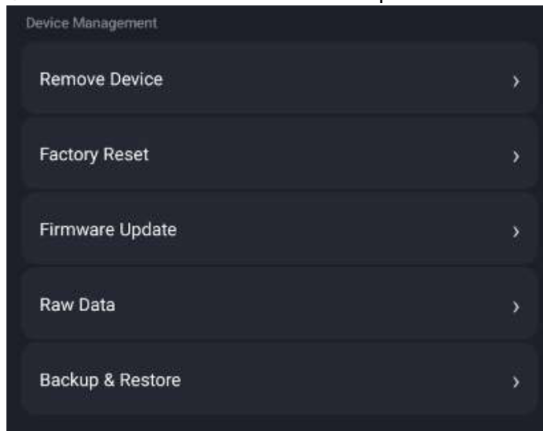 Device Management
Remove Device
Factory Reset
Firmware Update
Raw Data
Backup & Restore